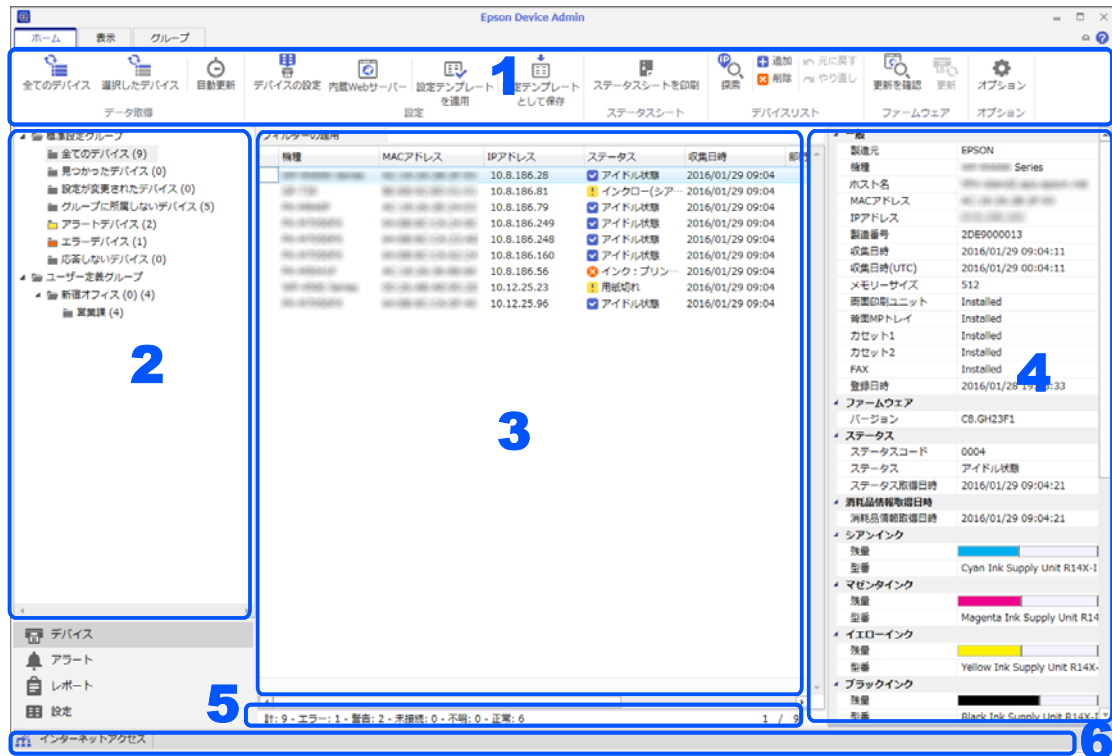 Epson Device Admin
ホーム 表示 グループ
1
全てのデバイス 選択したデバイス 自動更新 デバイスの設定 内蔵Webサーバー 設定テンプレートを適用 設定テンプレートとして保存 ステータスシートを印刷 探索 追加 削除 元に戻す やり直し 更新を確認 更新 オプション
データ取得 設定 ステータスシート デバイスリスト ファームウェア オプション
標準設定グループ
全てのデバイス (9)
見つかったデバイス (0)
設定が変更されたデバイス (0)
グループに所属しないデバイス (5)
アラートデバイス (2)
エラーデバイス (1)
応答しないデバイス (0)
ユーザー定義グループ
新宿オフィス (0) (4)
営業課 (4)
2
デバイス
アラート
レポート
設定
フィルターの適用
機種 MACアドレス IPアドレス ステータス 収集日時 部門
10.8.186.28 アイドル状態 2016/01/29 09:04
10.8.186.81 インクロー(シア… 2016/01/29 09:04
10.8.186.79 アイドル状態 2016/01/29 09:04
10.8.186.249 アイドル状態 2016/01/29 09:04
10.8.186.248 アイドル状態 2016/01/29 09:04
10.8.186.160 アイドル状態 2016/01/29 09:04
10.8.186.56 インク：プリン… 2016/01/29 09:04
10.12.25.23 用紙切れ 2016/01/29 09:04
10.12.25.96 アイドル状態 2016/01/29 09:04
3
5
計: 9 - エラー: 1 - 警告: 2 - 未接続: 0 - 不明: 0 - 正常: 6 1 / 9
一般
製造元 EPSON
機種 Series
ホスト名
MACアドレス
IPアドレス
製造番号 2DE9000013
収集日時 2016/01/29 09:04:11
収集日時(UTC) 2016/01/29 00:04:11
メモリーサイズ 512
両面印刷ユニット Installed
背面MPトレイ Installed
カセット1 Installed
カセット2 Installed
FAX Installed
登録日時 2016/01/28
4
ファームウェア
バージョン C8.GH23F1
ステータス
ステータスコード 0004
ステータス アイドル状態
ステータス取得日時 2016/01/29 09:04:21
消耗品情報取得日時
消耗品情報取得日時 2016/01/29 09:04:21
シアンインク
残量
型番 Cyan Ink Supply Unit R14X-I
マゼンタインク
残量
型番 Magenta Ink Supply Unit R14
イエローインク
残量
型番 Yellow Ink Supply Unit R14X-
ブラックインク
残量
型番 Black Ink Supply Unit R14X-I
インターネットアクセス
6